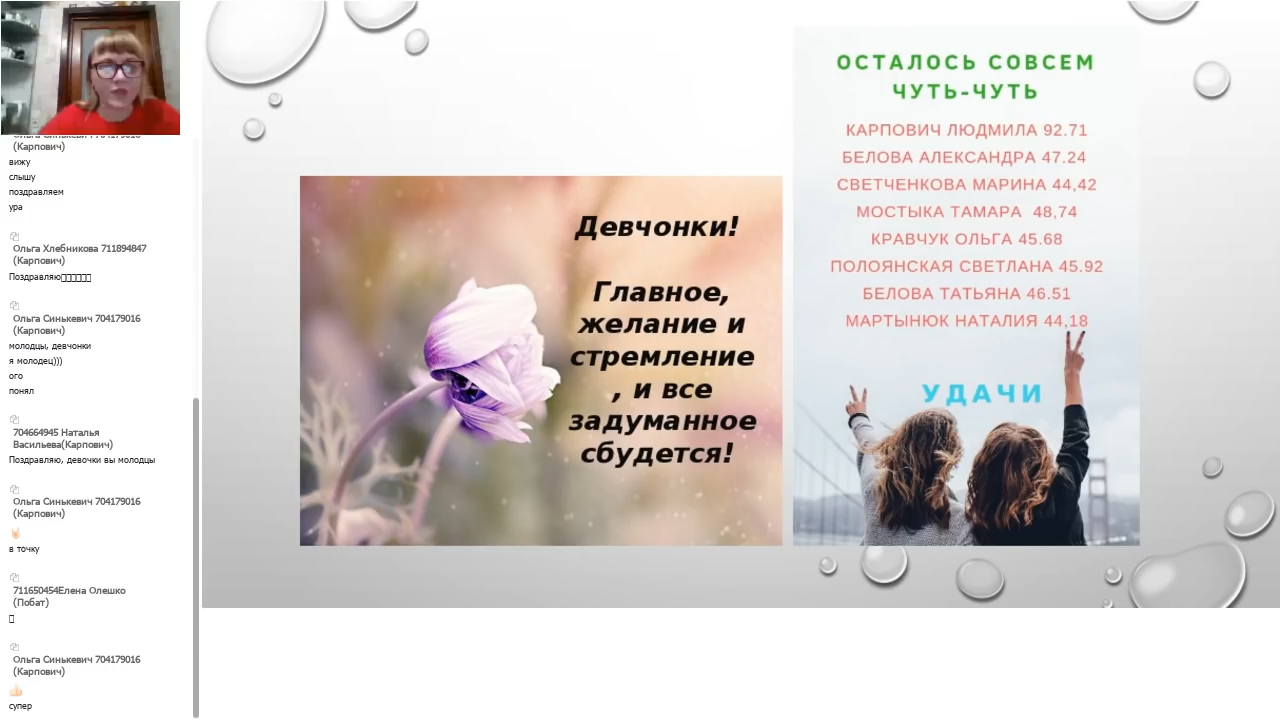 (Карпович)
вижу
слышу
поздравляем
ура
Ольга Хлебникова 711894847
(Карпович)
Поздравляю
Ольга Синькевич 704179016
(Карпович)
молодцы, девчонки
я молодец)))
ого
понял
704664945 Наталья
Васильева(Карпович)
Поздравляю, девочки вы молодцы
Ольга Синькевич 704179016
(Карпович)
в точку
711650454Елена Олешко
(Побат)
Ольга Синькевич 704179016
(Карпович)
супер
Девчонки!
Главное,
желание и
стремление
, и все
задуманное
сбудется!
ОСТАЛОСЬ СОВСЕМ
ЧУТЬ-ЧУТЬ
КАРПОВИЧ ЛЮДМИЛА 92.71
БЕЛОВА АЛЕКСАНДРА 47.24
СВЕТЧЕНКОВА МАРИНА 44,42
МОСТЫКА ТАМАРА 48,74
КРАВЧУК ОЛЬГА 45.68
ПОЛОЯНСКАЯ СВЕТЛАНА 45.92
БЕЛОВА ТАТЬЯНА 46.51
МАРТЫНЮК НАТАЛИЯ 44,18
УДАЧИ